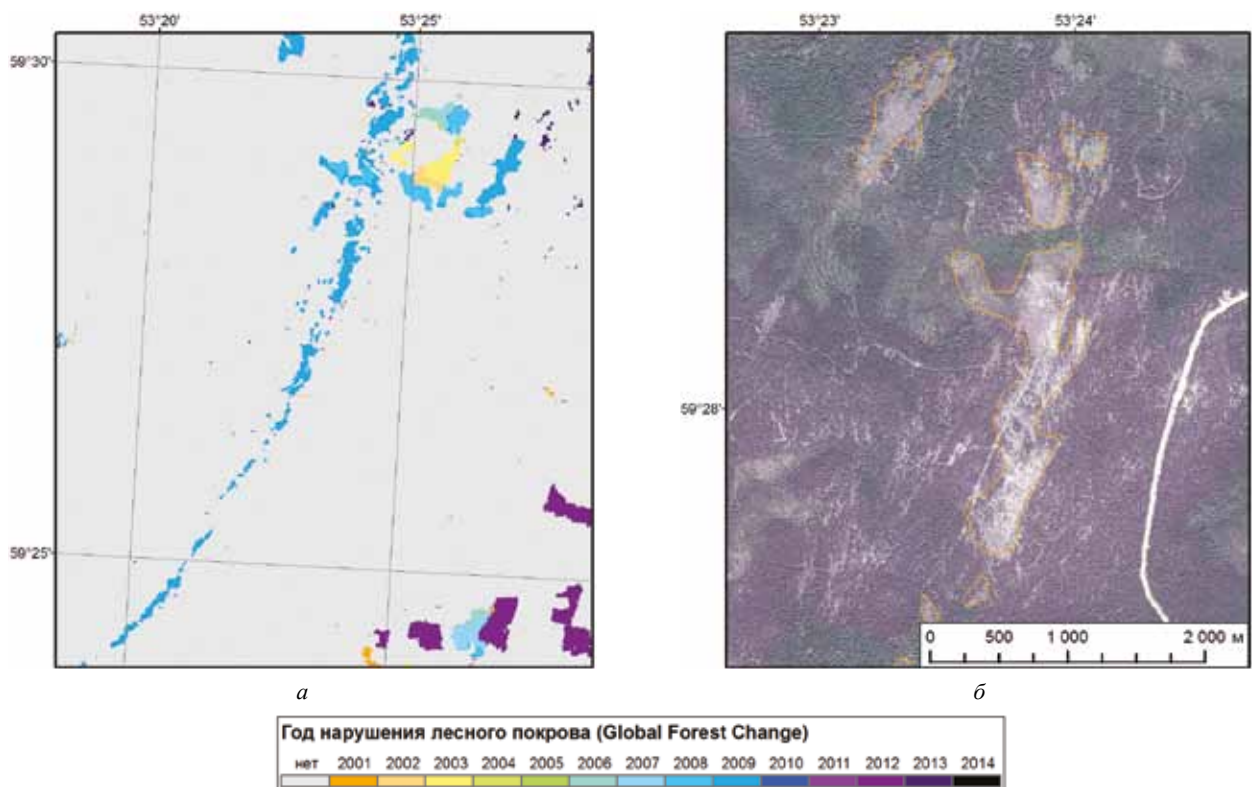 53°20'
53°25'
53°23'
53°24'
59°30'
59°25'
59°28'
0 500 1 000 2 000 м
а
б
Год нарушения лесного покрова (Global Forest Change)
нет 2001 2002 2003 2004 2005 2006 2007 2008 2009 2010 2011 2012 2013 2014